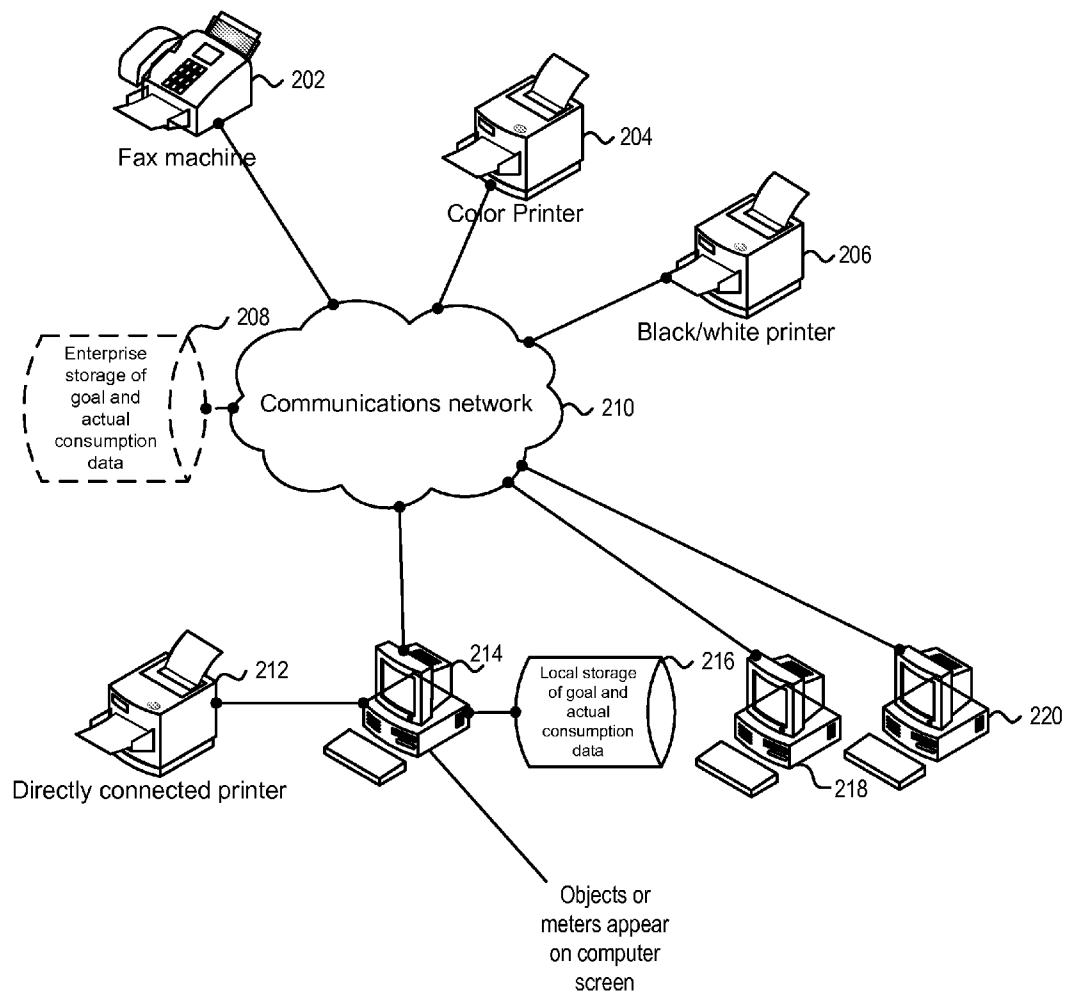 202
Fax machine
204
Color Printer
206
Black/white printer
208
Enterprise
storage of
goal and
actual
consumption
data
Communications network
210
212
Directly connected printer
214
216
Local storage
of goal and
actual
consumption
data
218
220
Objects or
meters appear
on computer
screen